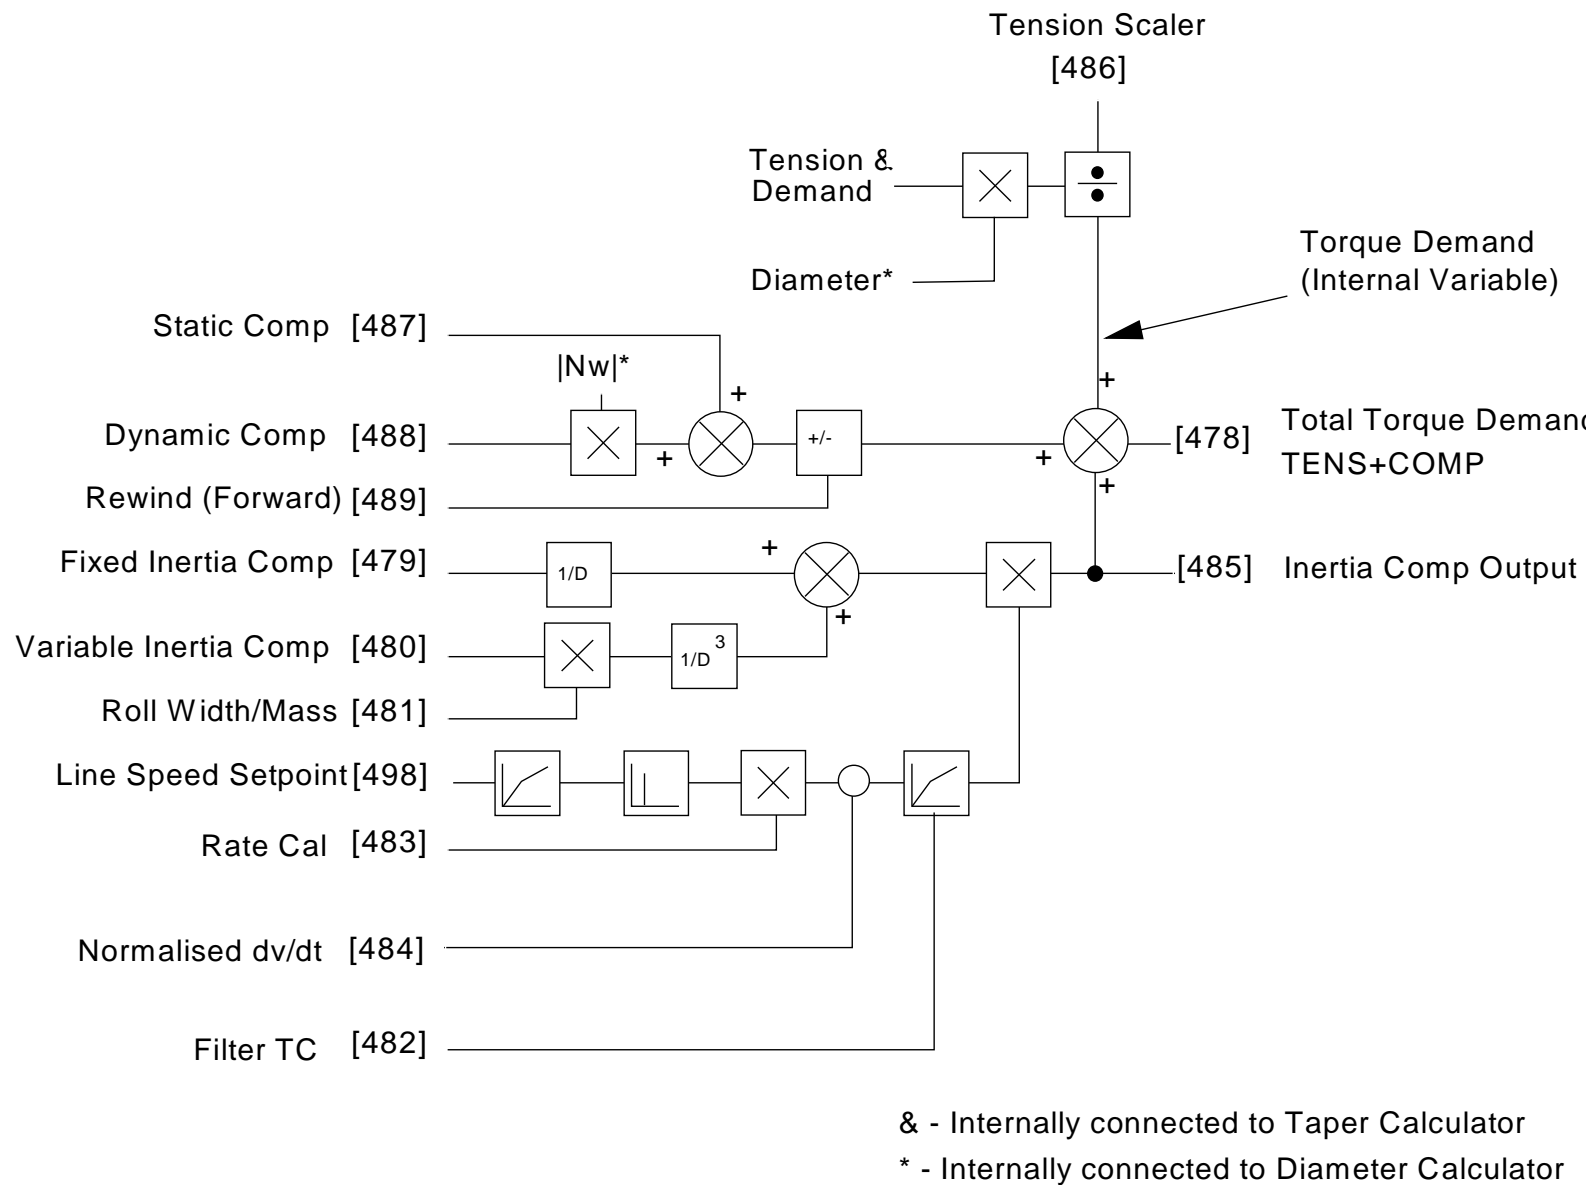 Tension Scaler
[486]
Tension &
Demand
Diameter*
Torque Demand
(Internal Variable)
Static Comp [487]
|Nw|*
+
Dynamic Comp [488]
+
+/-
+
+
+
[478] Total Torque Demand
TENS+COMP
Rewind (Forward) [489]
Fixed Inertia Comp [479]
1/D
+
+
[485] Inertia Comp Output
Variable Inertia Comp [480]
1/D 3
Roll Width/Mass [481]
Line Speed Setpoint [498]
Rate Cal [483]
Normalised dv/dt [484]
Filter TC [482]
& - Internally connected to Taper Calculator
* - Internally connected to Diameter Calculator